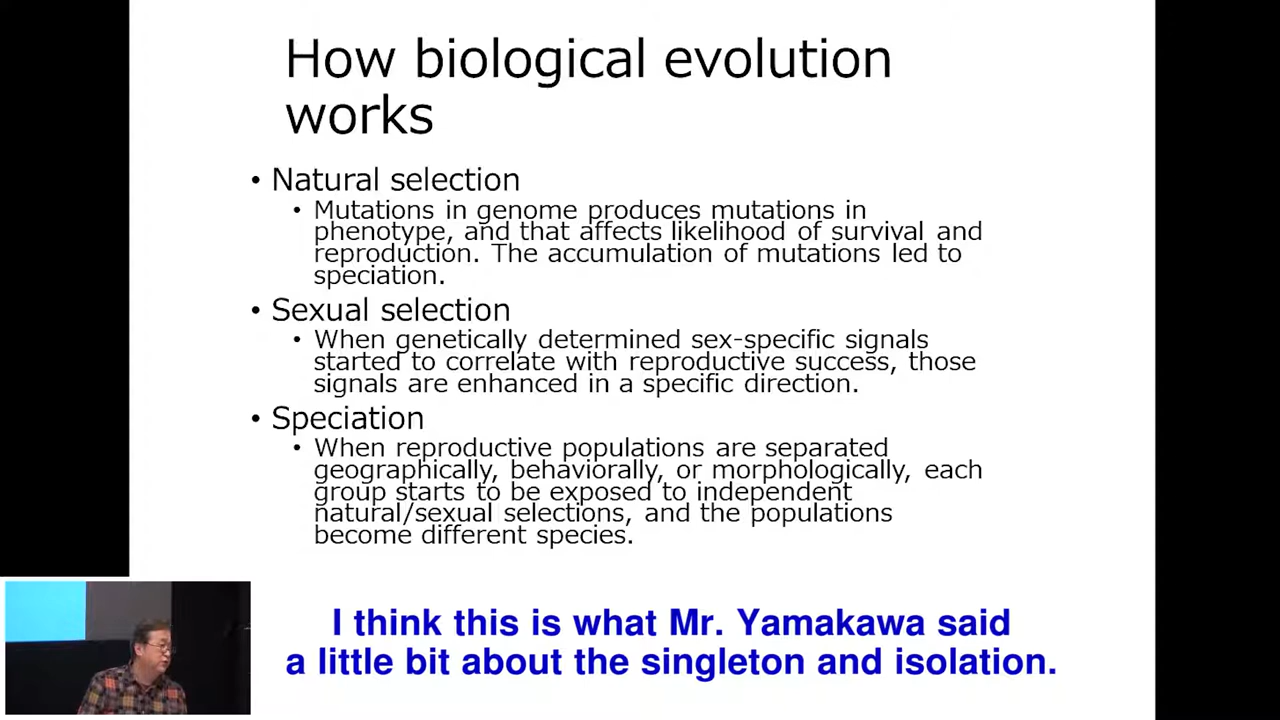 How biological evolution
works
• Natural selection
• Mutations in genome produces mutations in
phenotype, and that affects likelihood of survival and
reproduction. The accumulation of mutations led to
speciation.
• Sexual selection
• When genetically determined sex-specific signals
started to correlate with reproductive success, those
signals are enhanced in a specific direction.
• Speciation
• When reproductive populations are separated
geographically, behaviorally, or morphologically, each
group starts to be exposed to independent
natural/sexual selections, and the populations
become different species.
I think this is what Mr. Yamakawa said
a little bit about the singleton and isolation.